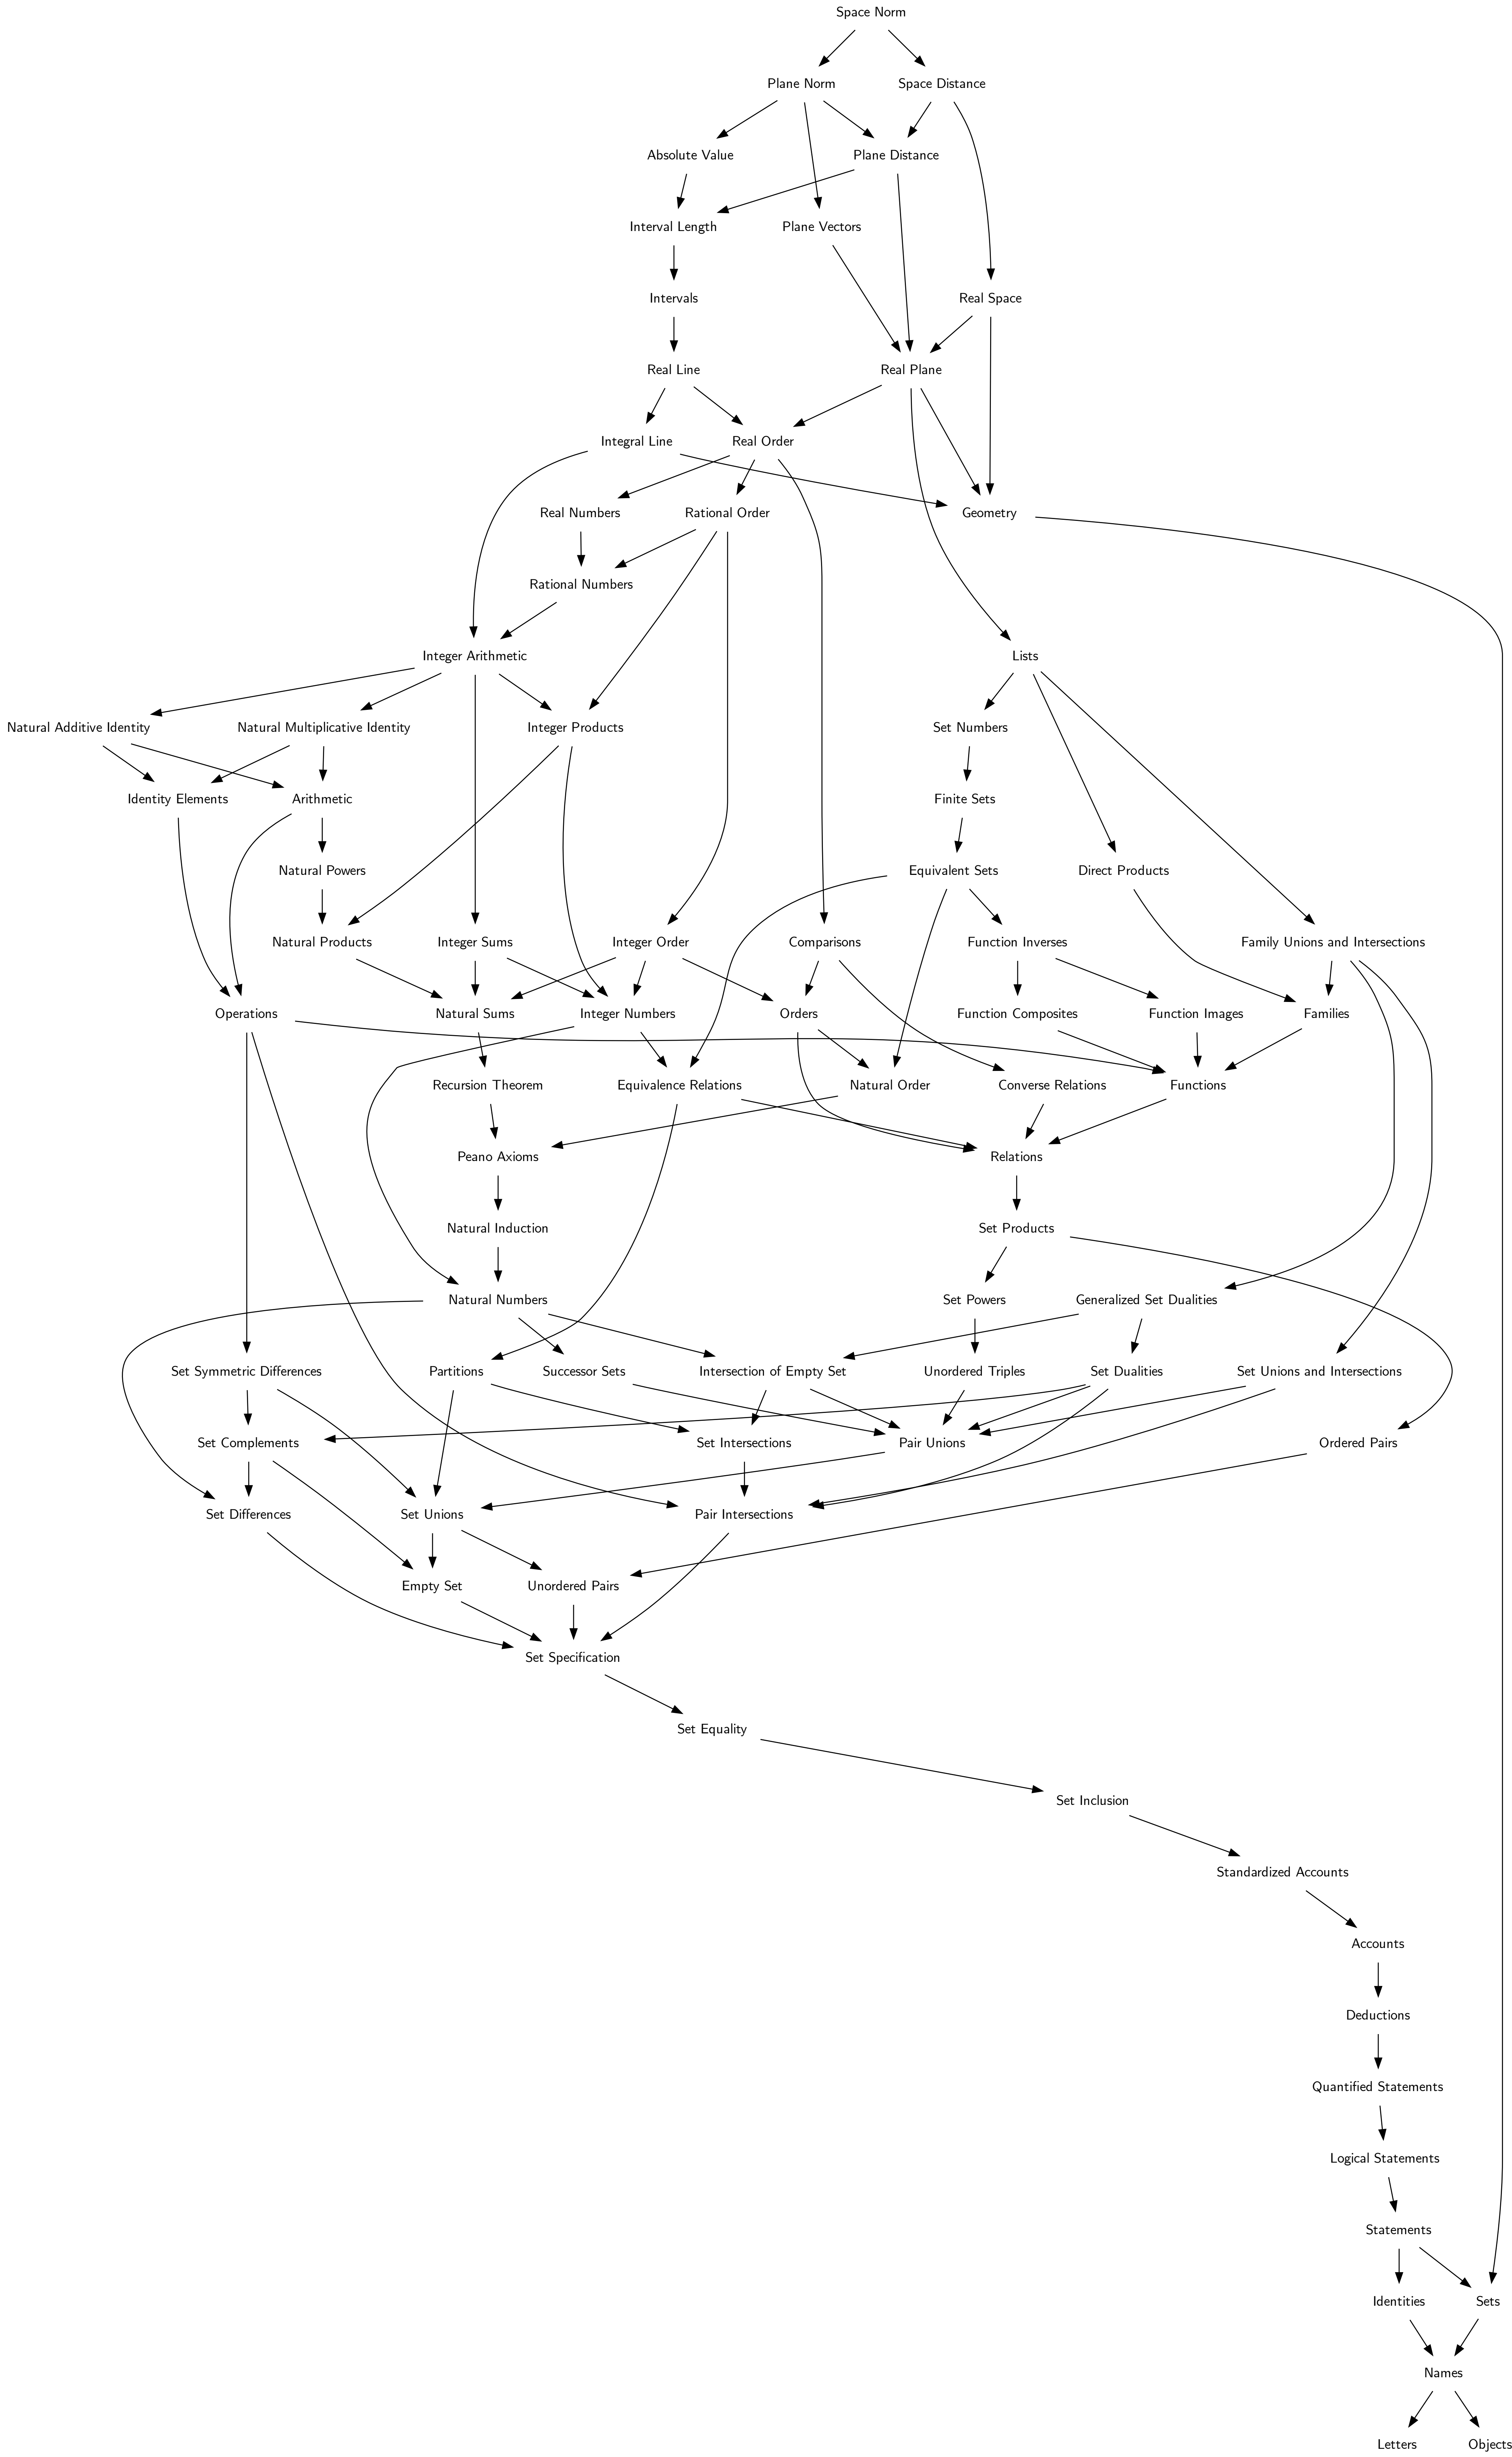 Space Norm
Plane Norm
Space Distance
Absolute Value
Plane Distance
Interval Length
Plane Vectors
Intervals
Real Space
Real Line
Real Plane
Integral Line
Real Order
Real Numbers
Rational Order
Geometry
Rational Numbers
Integer Arithmetic
Lists
Natural Additive Identity
Natural Multiplicative Identity
Integer Products
Set Numbers
Identity Elements
Arithmetic
Finite Sets
Natural Powers
Equivalent Sets
Direct Products
Natural Products
Integer Sums
Integer Order
Comparisons
Function Inverses
Family Unions and Intersections
Operations
Natural Sums
Integer Numbers
Orders
Function Composites
Function Images
Families
Recursion Theorem
Equivalence Relations
Natural Order
Converse Relations
Functions
Peano Axioms
Relations
Natural Induction
Set Products
Natural Numbers
Set Powers
Generalized Set Dualities
Set Symmetric Differences
Partitions
Successor Sets
Intersection of Empty Set
Unordered Triples
Set Dualities
Set Unions and Intersections
Set Complements
Set Intersections
Pair Unions
Ordered Pairs
Set Differences
Set Unions
Pair Intersections
Empty Set
Unordered Pairs
Set Specification
Set Equality
Set Inclusion
Standardized Accounts
Accounts
Deductions
Quantified Statements
Logical Statements
Statements
Identities
Sets
Names
Letters
Objects